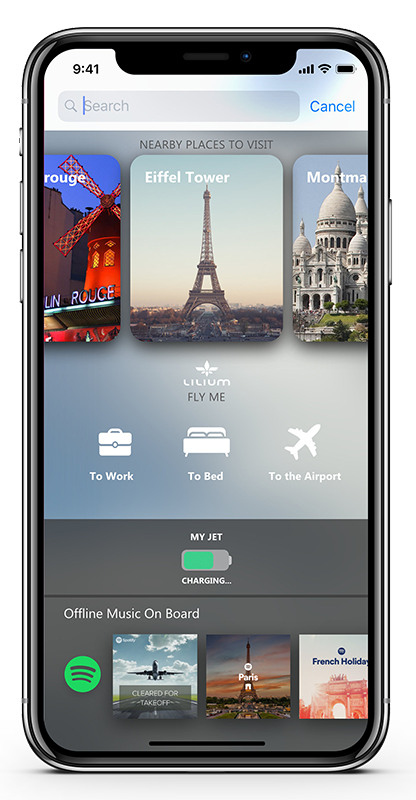 9:41
Search
Cancel
NEARBY PLACES TO VISIT
rouge
Eiffel Tower
Montma
LIN ROUGE
LILIUM
FLY ME
To Work
To Bed
To the Airport
MY JET
CHARGING...
Offline Music On Board
Spotify
CLEARED FOR
TAKEOFF
Paris
French Holiday